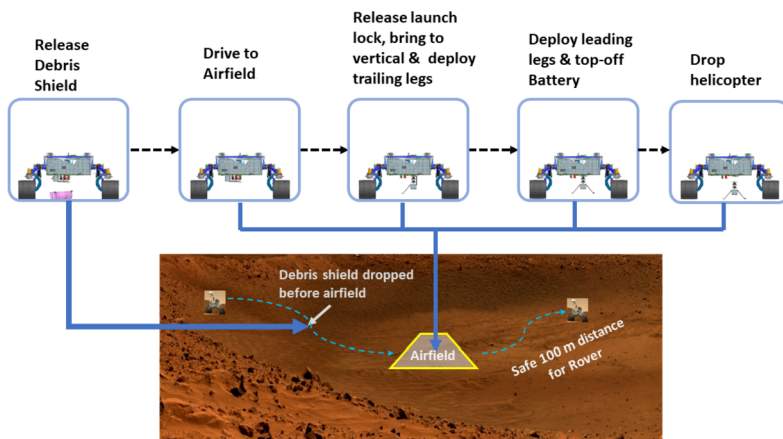 Release
Debris
Shield
Drive to
Airfield
Release launch
lock, bring to
vertical & deploy
trailing legs
Deploy leading
legs & top-off
Battery
Drop
helicopter
Debris shield dropped
before airfield
Airfield
Safe 100 m distance
for Rover